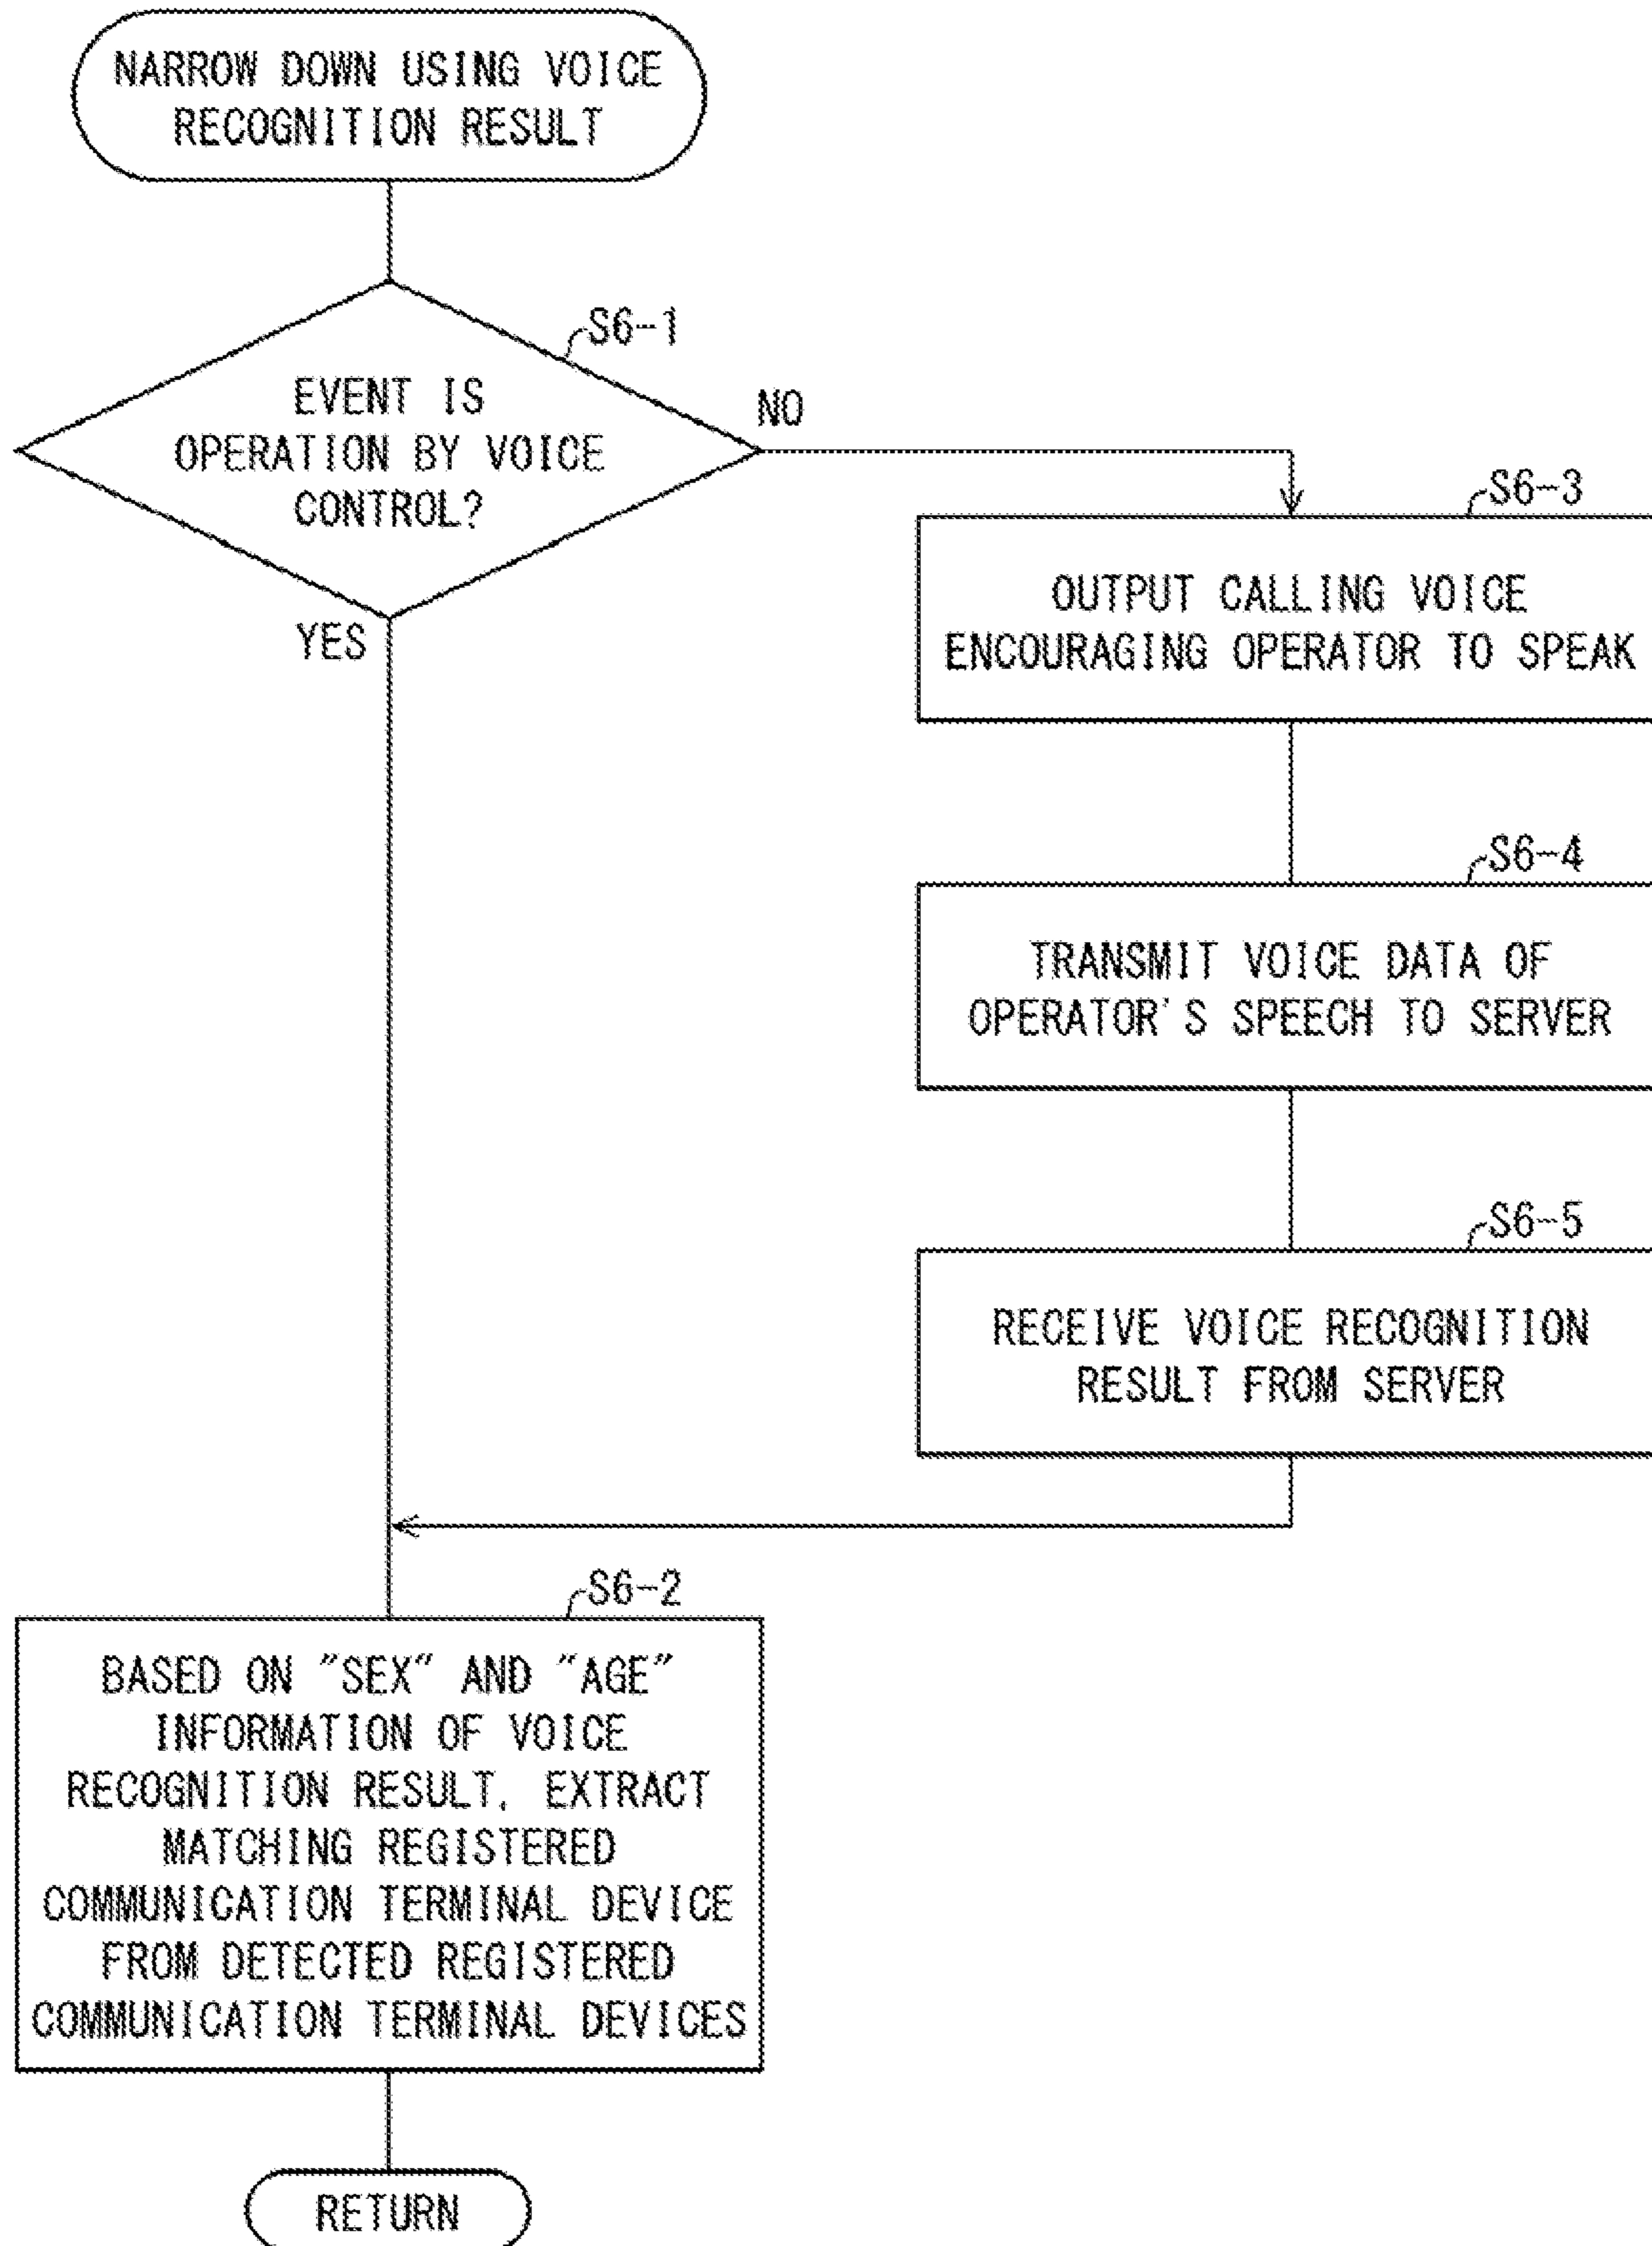 NARROW DOWN USING VOICE
RECOGNITION RESULT
S6-1
EVENT IS
OPERATION BY VOICE
CONTROL?
NO
YES
S6-3
OUTPUT CALLING VOICE
ENCOURAGING OPERATOR TO SPEAK
S6-4
TRANSMIT VOICE DATA OF
OPERATOR'S SPEECH TO SERVER
S6-5
RECEIVE VOICE RECOGNITION
RESULT FROM SERVER
S6-2
BASED ON "SEX" AND "AGE"
INFORMATION OF VOICE
RECOGNITION RESULT, EXTRACT
MATCHING REGISTERED
COMMUNICATION TERMINAL DEVICE
FROM DETECTED REGISTERED
COMMUNICATION TERMINAL DEVICES
RETURN